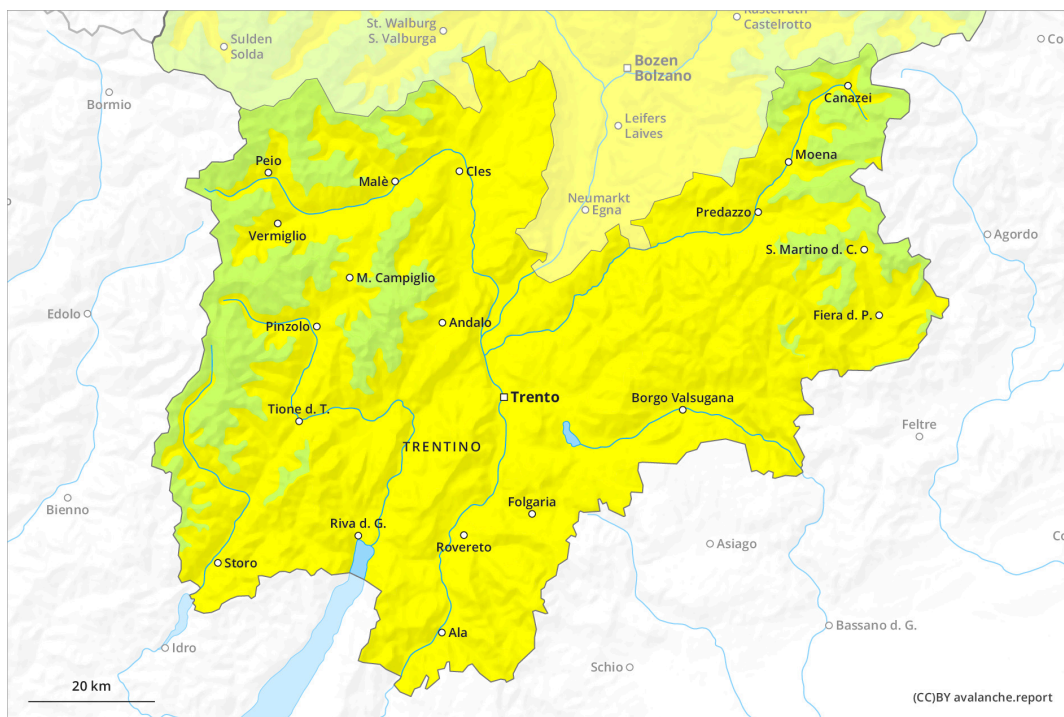 Kastelruth
Castelrotto
St. Walburg
S. Valburga
Sulden
Solda
Co
Bozen
Bolzano
Bormio
Canazei
Leifers
Laives
Moena
Peio
Malè
Cles
Neumarkt
Egna
Predazzo
Vermiglio
Agordo
S. Martino d. C.
M. Campiglio
Edolo
Pinzolo
Andalo
Fiera d. P.
Trento
Borgo Valsugana
Tione d. T.
Feltre
TRENTINO
Bienno
Folgaria
Riva d. G.
Rovereto
Asiago
Co
Storo
Ala
Bassano d. G.
Idro
Schio
20 km
(CC)BY avalanche.report